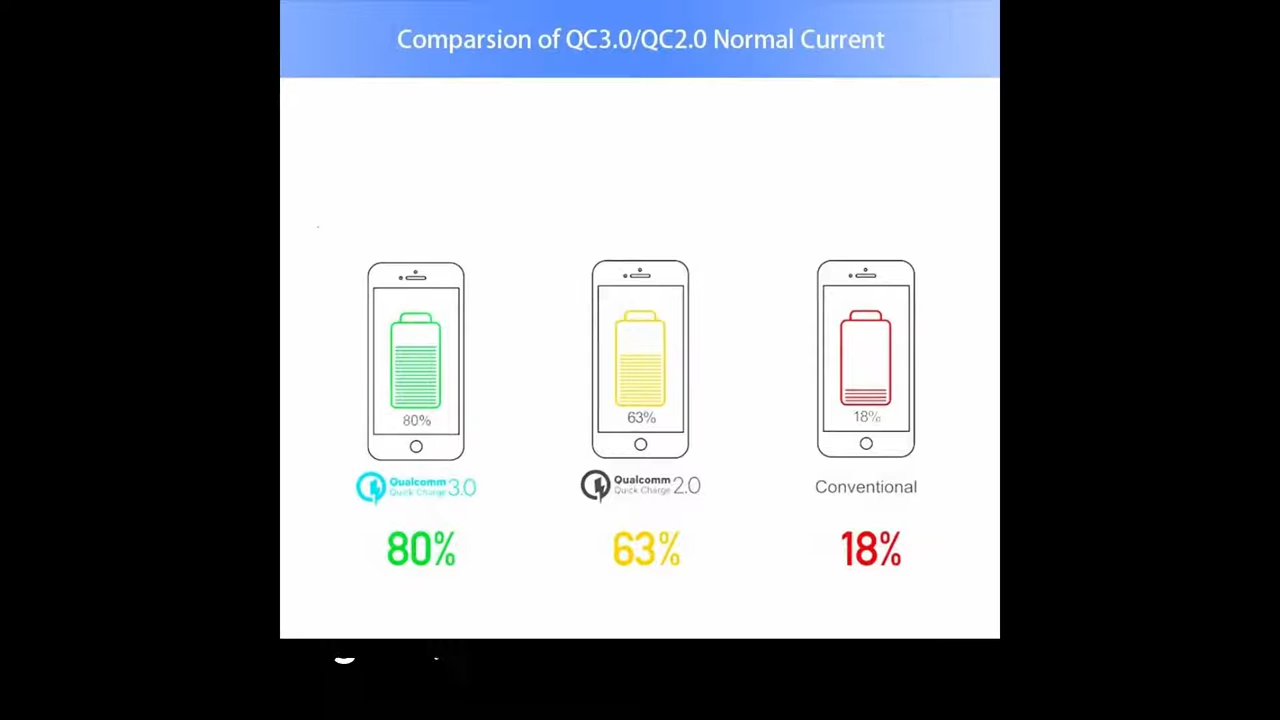 Comparsion of QC3.0/QC2.0 Normal Current
80%
63%
18%
Qualcomm
Quick Charge 3.0
Qualcomm
Quick Charge 2.0
Conventional
80%
63%
18%